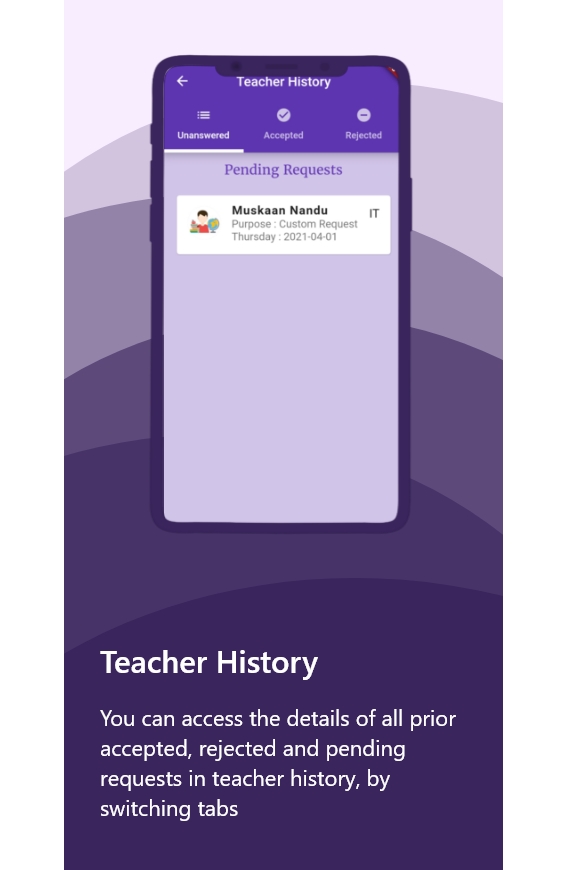 Teacher History
Unanswered Accepted Rejected
Pending Requests
Muskaan Nandu IT
Purpose : Custom Request
Thursday : 2021-04-01
Teacher History
You can access the details of all prior
accepted, rejected and pending
requests in teacher history, by
switching tabs